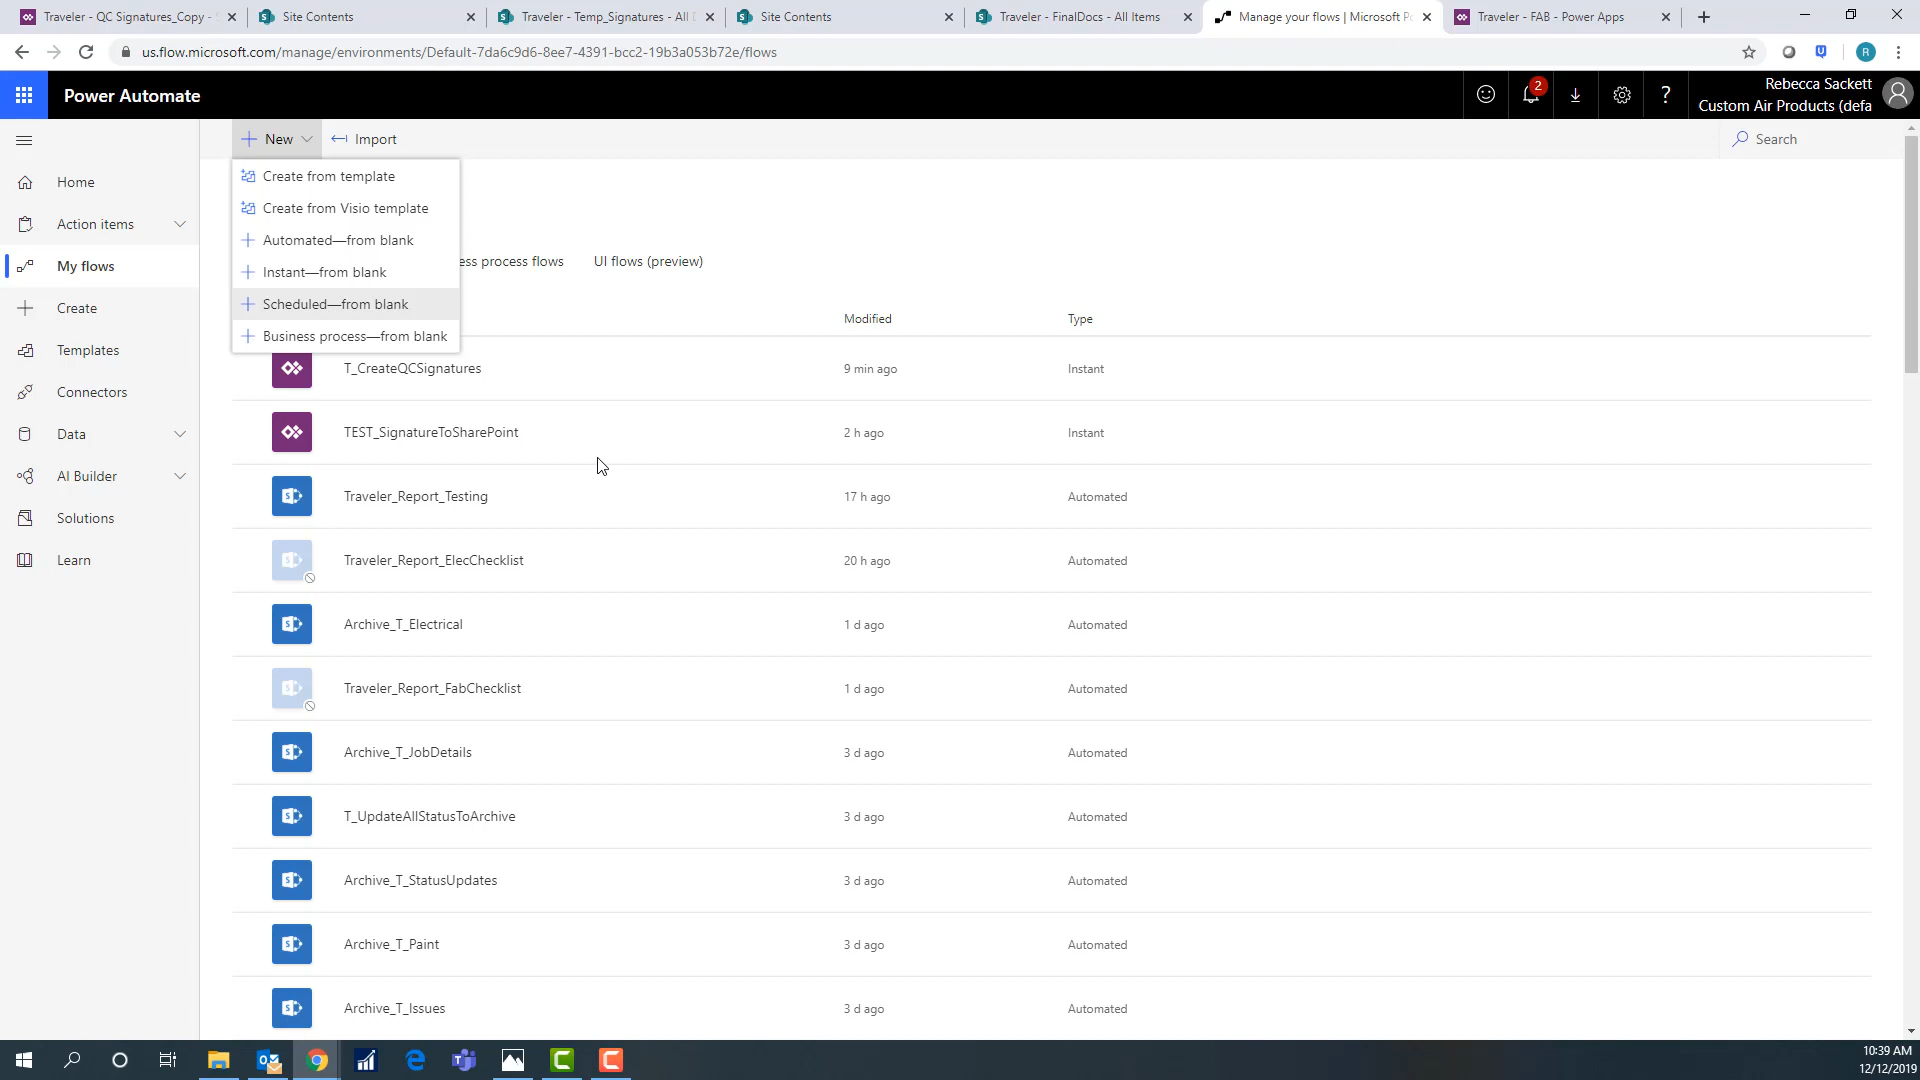 Traveler - QC Signatures_Copy -
Site Contents
Traveler - Temp_Signatures - All D
Site Contents
Traveler - FinalDocs - All Items
Manage your flows | Microsoft Po
Traveler - FAB - Power Apps
us.flow.microsoft.com/manage/environments/Default-7da6c9d6-8ee7-4391-bcc2-19b3a053b72e/flows
R
Power Automate
2
?
Rebecca Sackett
Custom Air Products (defa
New
Import
Search
Home
Action items
My flows
Create
Templates
Connectors
Data
AI Builder
Solutions
Learn
Create from template
Create from Visio template
Automated—from blank
Instant—from blank
Scheduled—from blank
Business process—from blank
ess process flows
UI flows (preview)
Modified
Type
T_CreateQCSignatures
9 min ago
Instant
TEST_SignatureToSharePoint
2 h ago
Instant
Traveler_Report_Testing
17 h ago
Automated
Traveler_Report_ElecChecklist
20 h ago
Automated
Archive_T_Electrical
1 d ago
Automated
Traveler_Report_FabChecklist
1 d ago
Automated
Archive_T_JobDetails
3 d ago
Automated
T_UpdateAllStatusToArchive
3 d ago
Automated
Archive_T_StatusUpdates
3 d ago
Automated
Archive_T_Paint
3 d ago
Automated
Archive_T_Issues
3 d ago
Automated
10:39 AM
12/12/2019